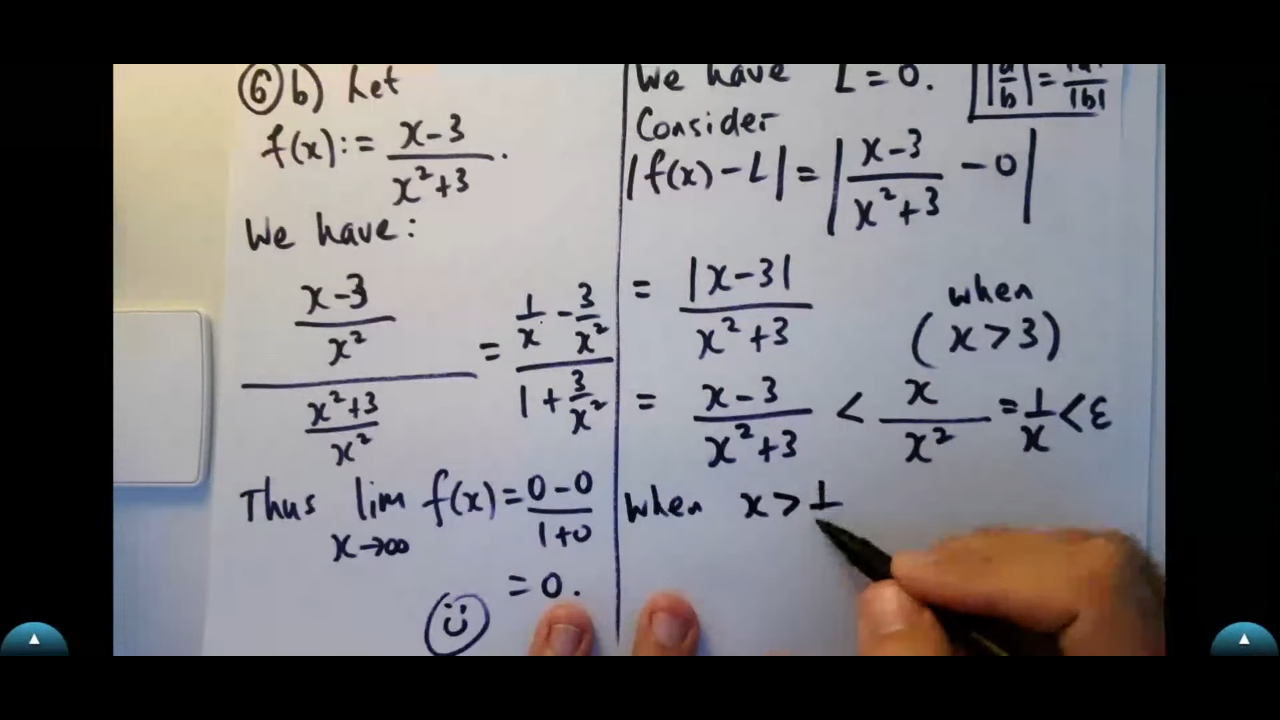 6 b) Let
f(x) := x-3 / x²+3 .
We have:
x-3 / x² / x²+3 / x² = 1/x - 3/x² / 1 + 3/x²
Thus lim x→∞ f(x) = 0-0 / 1+0
= 0.
We have L = 0. |a/b| = |a|/|b|
Consider
|f(x) - L| = | x-3 / x²+3 - 0 |
= |x-3| / x²+3
when
(x > 3)
= x-3 / x²+3 < x / x² = 1/x < ε
when x > 1